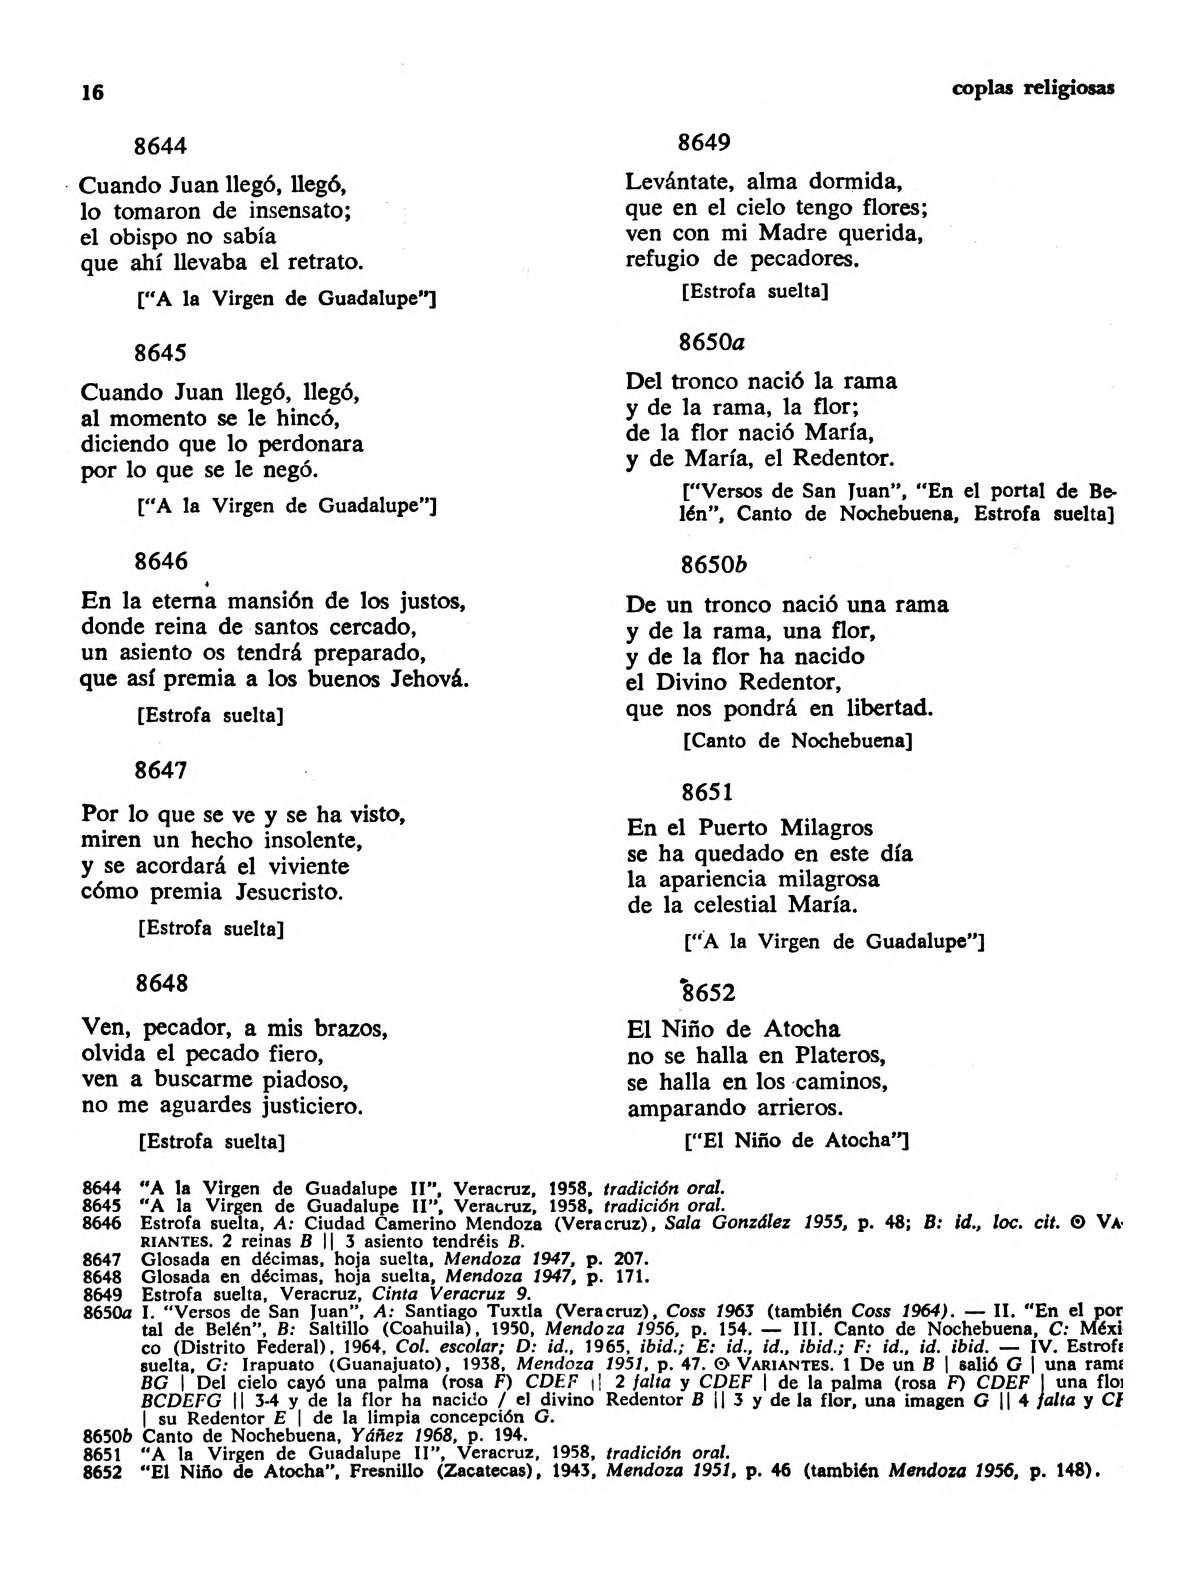 16
coplas religiosas
8644
Cuando Juan llegó, llegó,
lo tomaron de insensato;
el obispo no sabía
que ahí llevaba el retrato.
["A la Virgen de Guadalupe"]
8645
Cuando Juan llegó, llegó,
al momento se le hincó,
diciendo que lo perdonara
por lo que se le negó.
["A la Virgen de Guadalupe"]
8646
En la eterna mansión de los justos,
donde reina de santos cercado,
un asiento os tendrá preparado,
que así premia a los buenos Jehová.
[Estrofa suelta]
8647
Por lo que se ve y se ha visto,
miren un hecho insolente,
y se acordará el viviente
cómo premia Jesucristo.
[Estrofa suelta]
8648
Ven, pecador, a mis brazos,
olvida el pecado fiero,
ven a buscarme piadoso,
no me aguardes justiciero.
[Estrofa suelta]
8649
Levántate, alma dormida,
que en el cielo tengo flores;
ven con mi Madre querida,
refugio de pecadores.
[Estrofa suelta]
8650a
Del tronco nació la rama
y de la rama, la flor;
de la flor nació María,
y de María, el Redentor.
["Versos de San Juan", "En el portal de Be-
lén", Canto de Nochebuena, Estrofa suelta]
8650b
De un tronco nació una rama
y de la rama, una flor,
y de la flor ha nacido
el Divino Redentor,
que nos pondrá en libertad.
[Canto de Nochebuena]
8651
En el Puerto Milagros
se ha quedado en este día
la apariencia milagrosa
de la celestial María.
["A la Virgen de Guadalupe"]
8652
El Niño de Atocha
no se halla en Plateros,
se halla en los caminos,
amparando arrieros.
["El Niño de Atocha"]
8644 "A la Virgen de Guadalupe II", Veracruz, 1958, tradición oral.
8645 "A la Virgen de Guadalupe II", Veracruz, 1958, tradición oral.
8646 Estrofa suelta, A: Ciudad Camerino Mendoza (Veracruz), Sala González 1955, p. 48; B: id., loc. cit. ⊙ VA-
RIANTES. 2 reinas B || 3 asiento tendréis B.
8647 Glosada en décimas, hoja suelta, Mendoza 1947, p. 207.
8648 Glosada en décimas, hoja suelta, Mendoza 1947, p. 171.
8649 Estrofa suelta, Veracruz, Cinta Veracruz 9.
8650a I. "Versos de San Juan", A: Santiago Tuxtla (Veracruz), Coss 1963 (también Coss 1964). — II. "En el por
tal de Belén", B: Saltillo (Coahuila), 1950, Mendoza 1956, p. 154. — III. Canto de Nochebuena, C: Méxi
co (Distrito Federal), 1964, Col. escolar; D: id., 1965, ibid.; E: id., id., ibid.; F: id., id. ibid. — IV. Estrofa
suelta, G: Irapuato (Guanajuato), 1938, Mendoza 1951, p. 47. ⊙ VARIANTES. 1 De un B | salió G | una rama
BG | Del cielo cayó una palma (rosa F) CDEF || 2 falta y CDEF | de la palma (rosa F) CDEF | una flor
BCDEFG || 3-4 y de la flor ha nacido / el divino Redentor B || 3 y de la flor, una imagen G || 4 falta y
| su Redentor E | de la limpia concepción G.
8650b Canto de Nochebuena, Yáñez 1968, p. 194.
8651 "A la Virgen de Guadalupe II", Veracruz, 1958, tradición oral.
8652 "El Niño de Atocha", Fresnillo (Zacatecas), 1943, Mendoza 1951, p. 46 (también Mendoza 1956, p. 148).